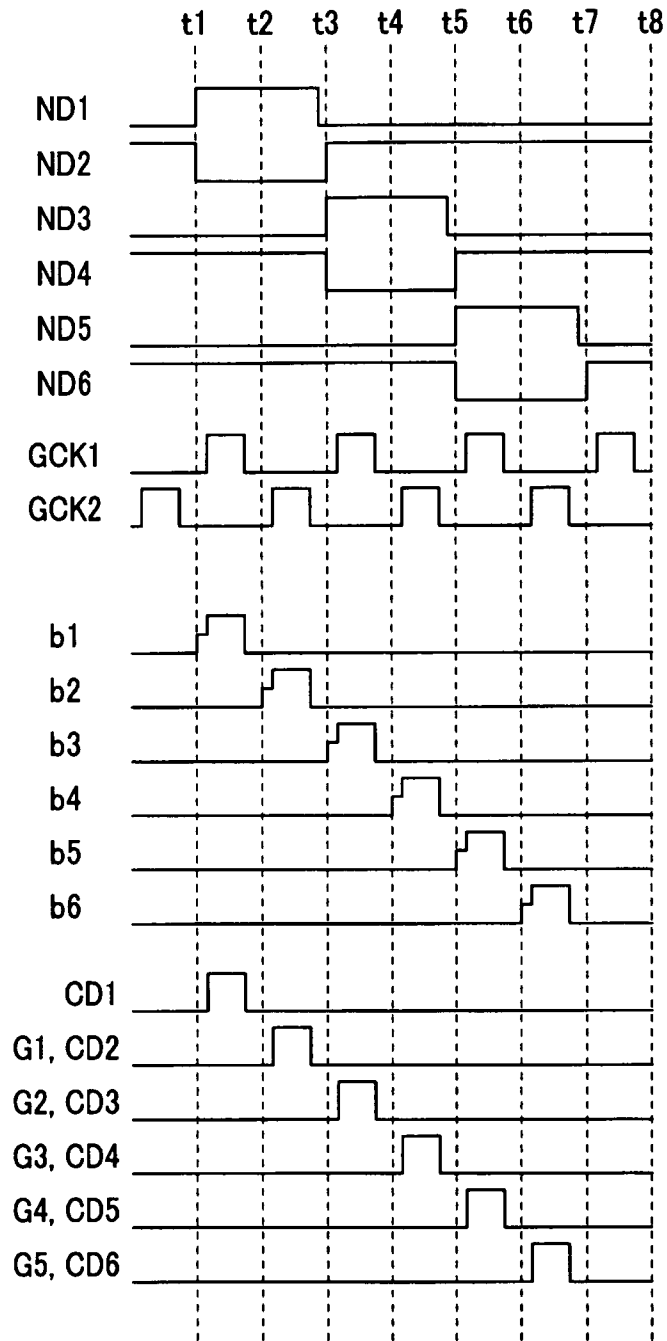 t1 t2 t3 t4 t5 t6 t7 t8
ND1
ND2
ND3
ND4
ND5
ND6
GCK1
GCK2
b1
b2
b3
b4
b5
b6
CD1
G1, CD2
G2, CD3
G3, CD4
G4, CD5
G5, CD6